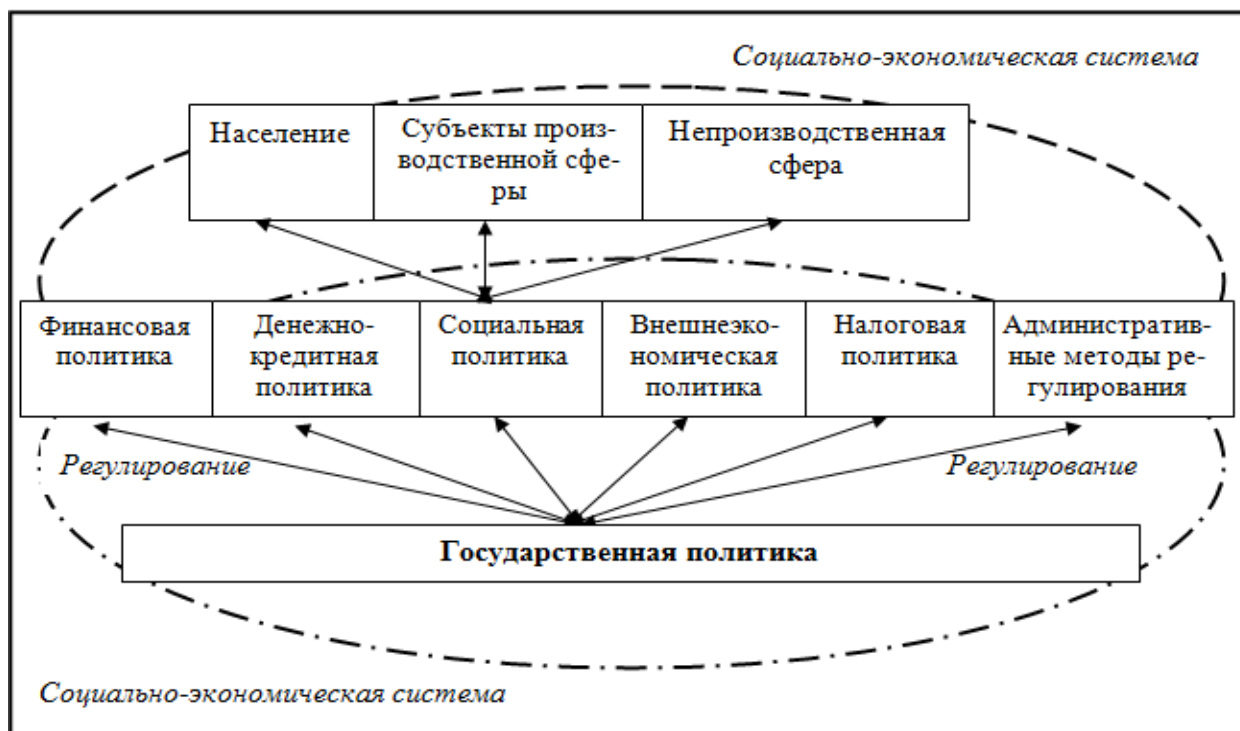 Социально-экономическая система
Население
Субъекты произ-
водственной сфе-
ры
Непроизводственная
сфера
Финансовая
политика
Денежно-
кредитная
политика
Социальная
политика
Внешнеэко-
номическая
политика
Налоговая
политика
Административ-
ные методы ре-
гулирования
Регулирование
Регулирование
Государственная политика
Социально-экономическая система